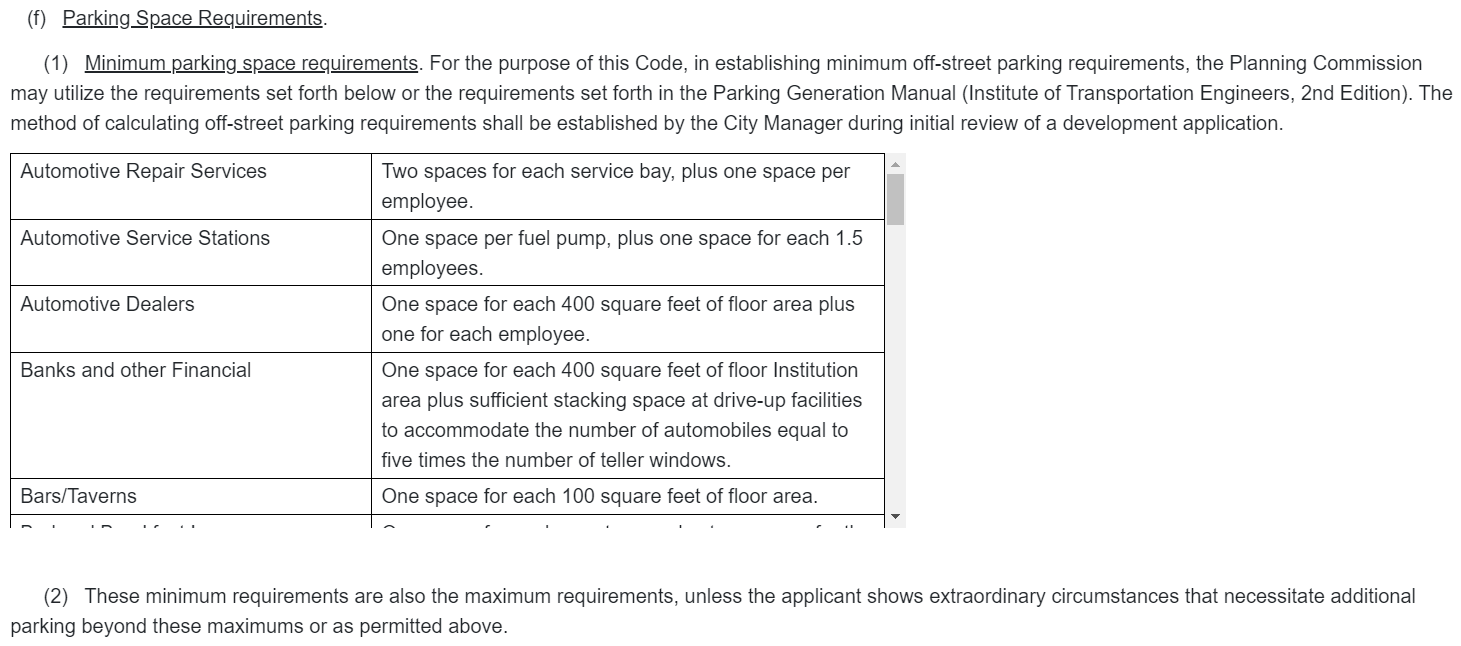 (f) Parking Space Requirements.
(1) Minimum parking space requirements. For the purpose of this Code, in establishing minimum off-street parking requirements, the Planning Commission
may utilize the requirements set forth below or the requirements set forth in the Parking Generation Manual (Institute of Transportation Engineers, 2nd Edition). The
method of calculating off-street parking requirements shall be established by the City Manager during initial review of a development application.
Automotive Repair Services
Two spaces for each service bay, plus one space per
employee.
Automotive Service Stations
One space per fuel pump, plus one space for each 1.5
employees.
Automotive Dealers
One space for each 400 square feet of floor area plus
one for each employee.
Banks and other Financial
One space for each 400 square feet of floor Institution
area plus sufficient stacking space at drive-up facilities
to accommodate the number of automobiles equal to
five times the number of teller windows.
Bars/Taverns
One space for each 100 square feet of floor area.
(2) These minimum requirements are also the maximum requirements, unless the applicant shows extraordinary circumstances that necessitate additional
parking beyond these maximums or as permitted above.